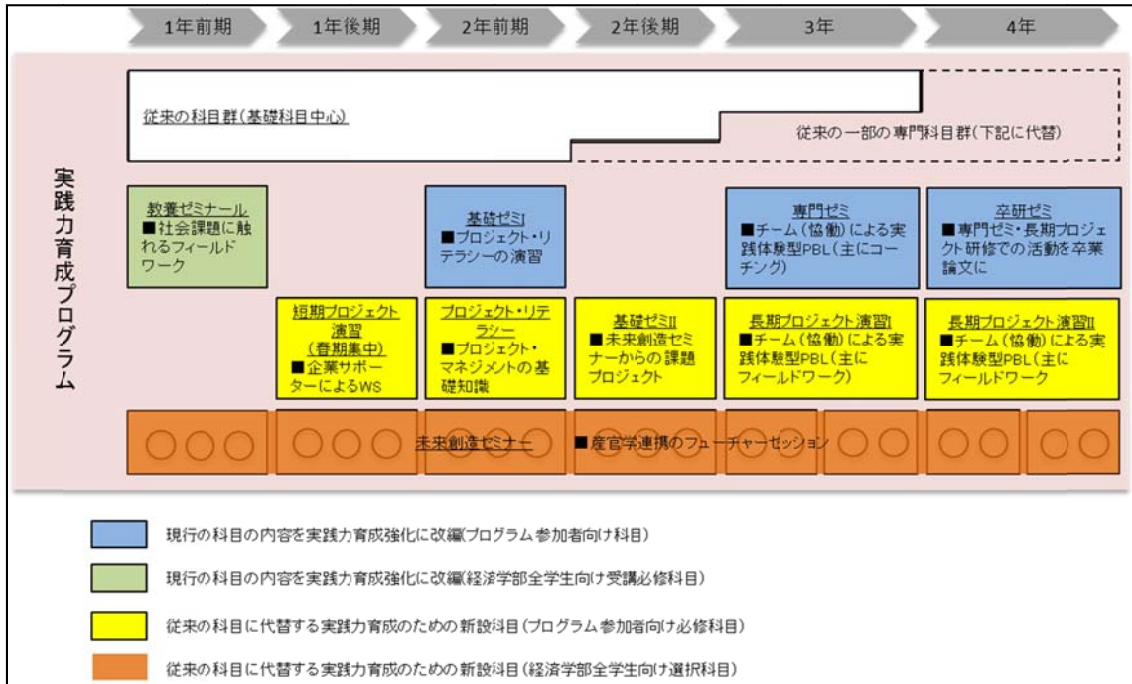 1年前期
1年後期
2年前期
2年後期
3年
4年
実践力育成プログラム
従来の科目群(基礎科目中心)
従来の一部の専門科目群(下記に代替)
教養ゼミナール
■社会課題に触
れるフィールド
ワーク
基礎ゼミI
■プロジェクト・リ
テラシーの演習
専門ゼミ
■チーム(協働)による実
践体験型PBL(主にコー
チング)
卒研ゼミ
■専門ゼミ・長期プロジェ
クト研修での活動を卒業
論文に
短期プロジェクト
演習
(春期集中)
■企業サポー
ターによるWS
プロジェクト・リテ
ラシー
■プロジェクト・
マネジメントの基
礎知識
基礎ゼミII
■未来創造セミ
ナーからの課題
プロジェクト
長期プロジェクト演習I
■チーム(協働)による実
践体験型PBL(主に
フィールドワーク)
長期プロジェクト演習II
■チーム(協働)による実
践体験型PBL(主に
フィールドワーク
未来創造セミナー ■産官学連携のフューチャーセッション
現行の科目の内容を実践力育成強化に改編(プログラム参加者向け科目)
現行の科目の内容を実践力育成強化に改編(経済学部全学生向け受講必修科目)
従来の科目に代替する実践力育成のための新設科目(プログラム参加者向け必修科目)
従来の科目に代替する実践力育成のための新設科目(経済学部全学生向け選択科目)